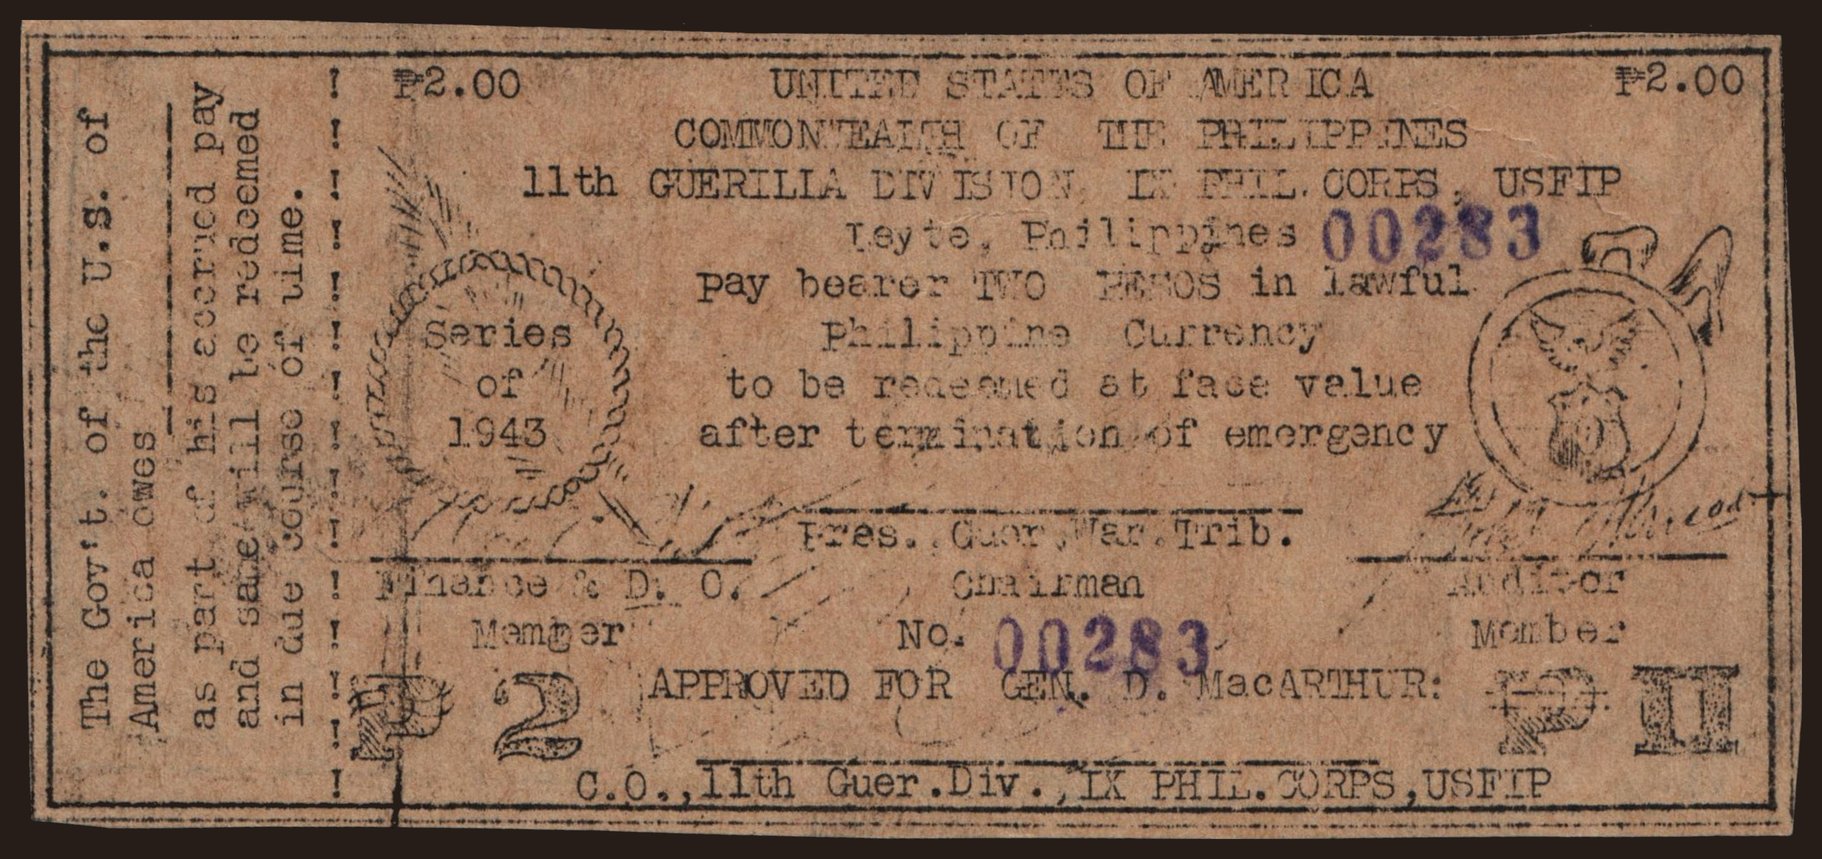 The Gov't. of the U.S. of
America owes
as part of his accrued pay
and same will be redeemed
in due course of time.
₱2.00 UNITED STATES OF AMERICA ₱2.00
COMMONWEALTH OF THE PHILIPPINES
11th GUERILLA DIVISION, IX PHIL. CORPS, USFIP
Leyte, Philippines 00283
pay bearer TWO PESOS in lawful
Philippine Currency
to be redeemed at face value
after termination of emergency
Series
of
1943
Pres. Guer.War.Trib.
Finance & D. O. Chairman Auditor
Member No. 00283 Member
₱ 2 APPROVED FOR GEN. D. MacARTHUR: ₱ II
C.O.,11th Guer.Div.,IX PHIL.CORPS,USFIP